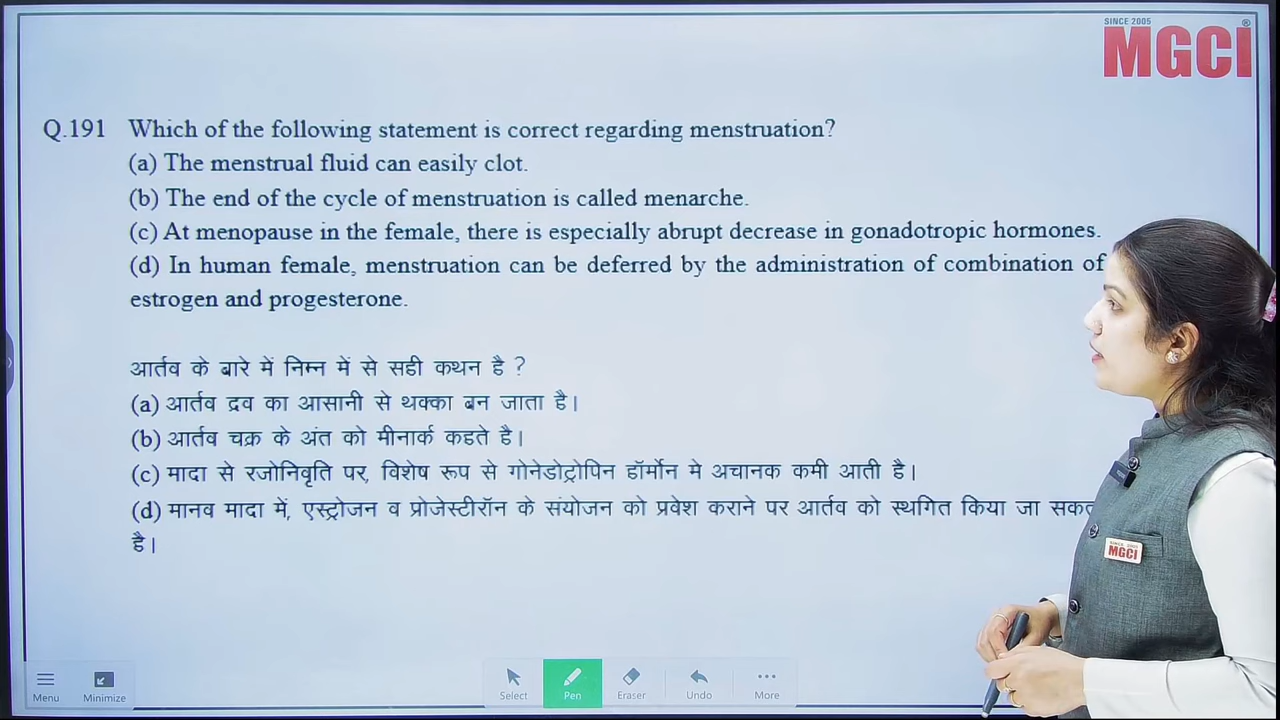 SINCE 2005
MGCI®
Q.191 Which of the following statement is correct regarding menstruation?
(a) The menstrual fluid can easily clot.
(b) The end of the cycle of menstruation is called menarche.
(c) At menopause in the female, there is especially abrupt decrease in gonadotropic hormones.
(d) In human female, menstruation can be deferred by the administration of combination of
estrogen and progesterone.
आर्तव के बारे में निम्न में से सही कथन है ?
(a) आर्तव द्रव का आसानी से थक्का बन जाता है।
(b) आर्तव चक्र के अंत को मीनार्क कहते है।
(c) मादा से रजोनिवृति पर, विशेष रूप से गोनेडोट्रोपिन हॉर्मोन मे अचानक कमी आती है।
(d) मानव मादा में, एस्ट्रोजन व प्रोजेस्टीरॉन के संयोजन को प्रवेश कराने पर आर्तव को स्थगित किया जा
है।
SINCE 2005
MGCI
Menu Minimize Select Pen Eraser Undo More